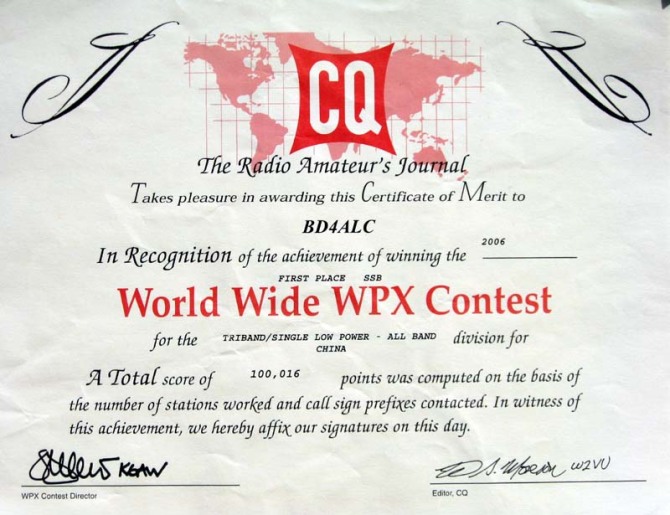 CQ
The Radio Amateur's Journal
Takes pleasure in awarding this Certificate of Merit to
BD4ALC
In Recognition of the achievement of winning the 2006
FIRST PLACE SSB
World Wide WPX Contest
for the TRIBAND/SINGLE LOW POWER - ALL BAND division for
CHINA
A Total score of 100,016 points was computed on the basis of
the number of stations worked and call sign prefixes contacted. In witness of
this achievement, we hereby affix our signatures on this day.
K5AW W2VU
WPX Contest Director Editor, CQ